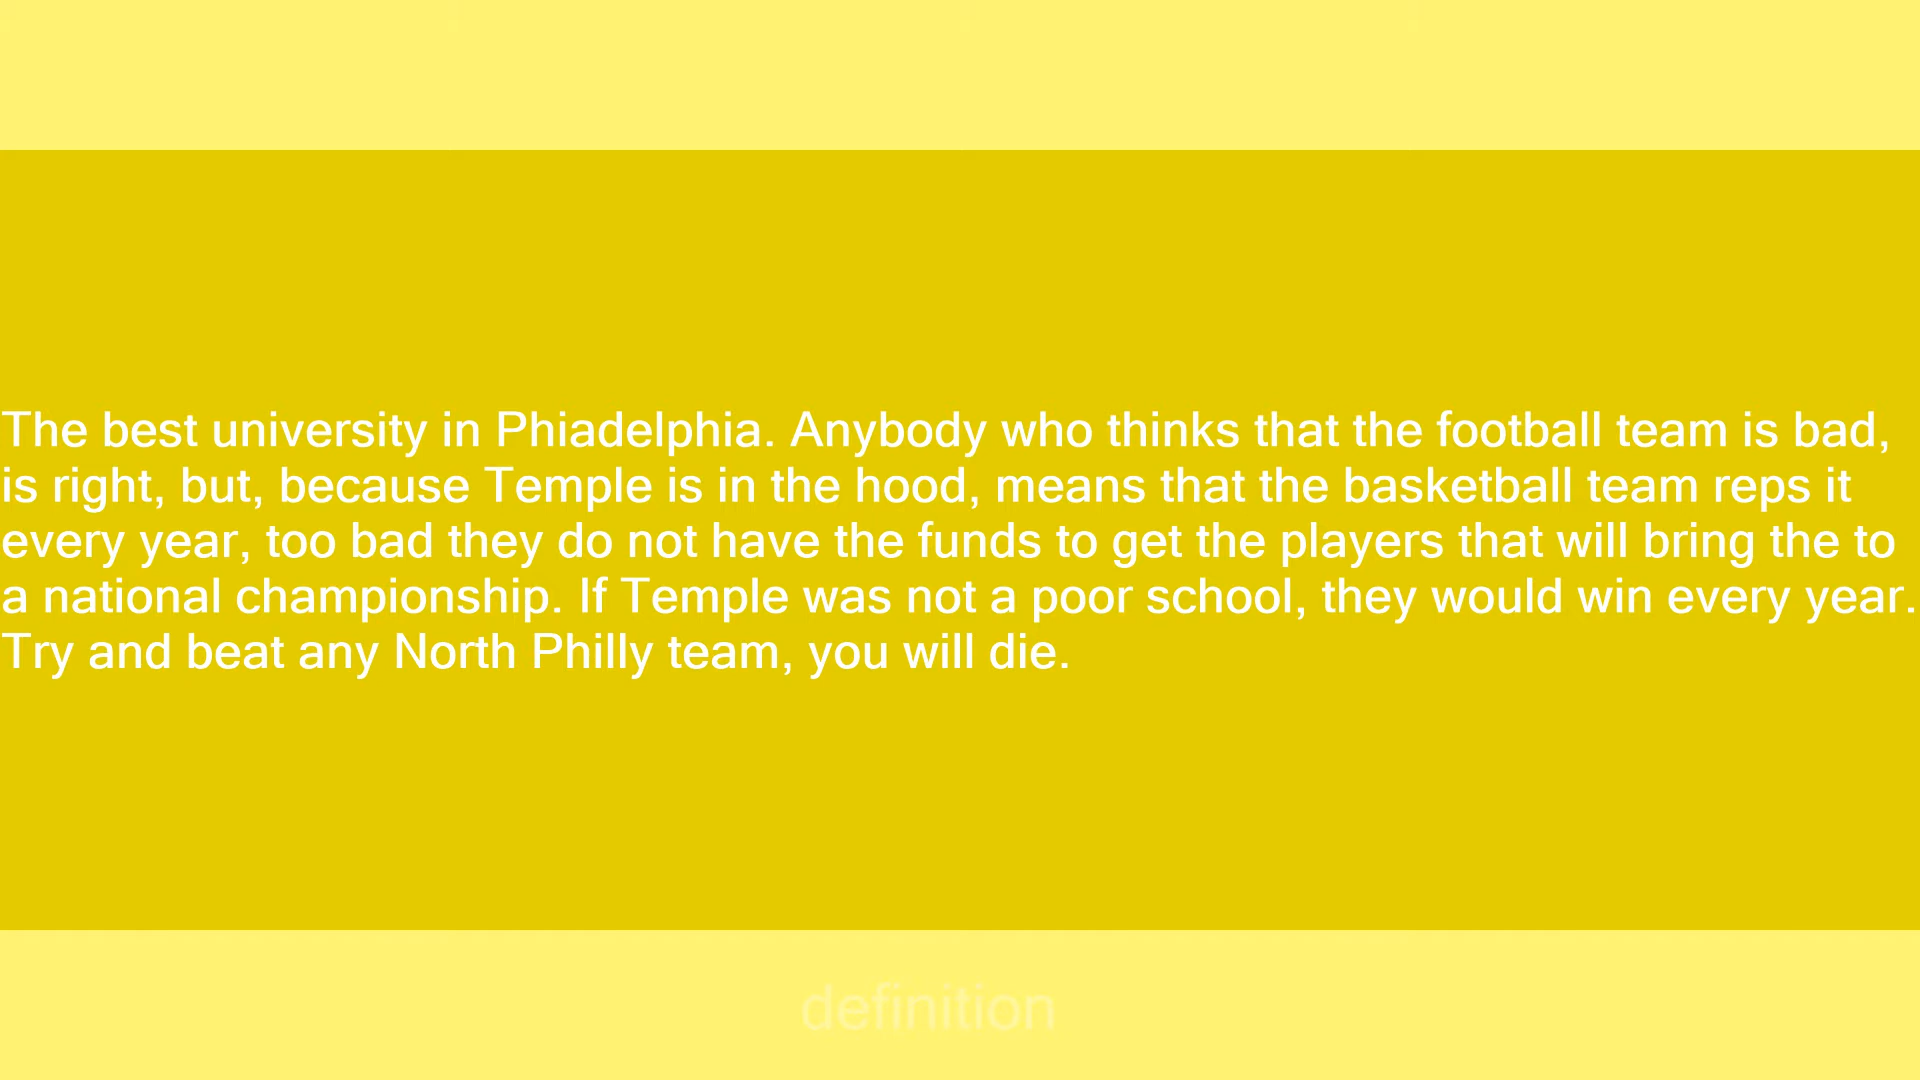 The best university in Phiadelphia. Anybody who thinks that the football team is bad,
is right, but, because Temple is in the hood, means that the basketball team reps it
every year, too bad they do not have the funds to get the players that will bring the to
a national championship. If Temple was not a poor school, they would win every year.
Try and beat any North Philly team, you will die.
definition